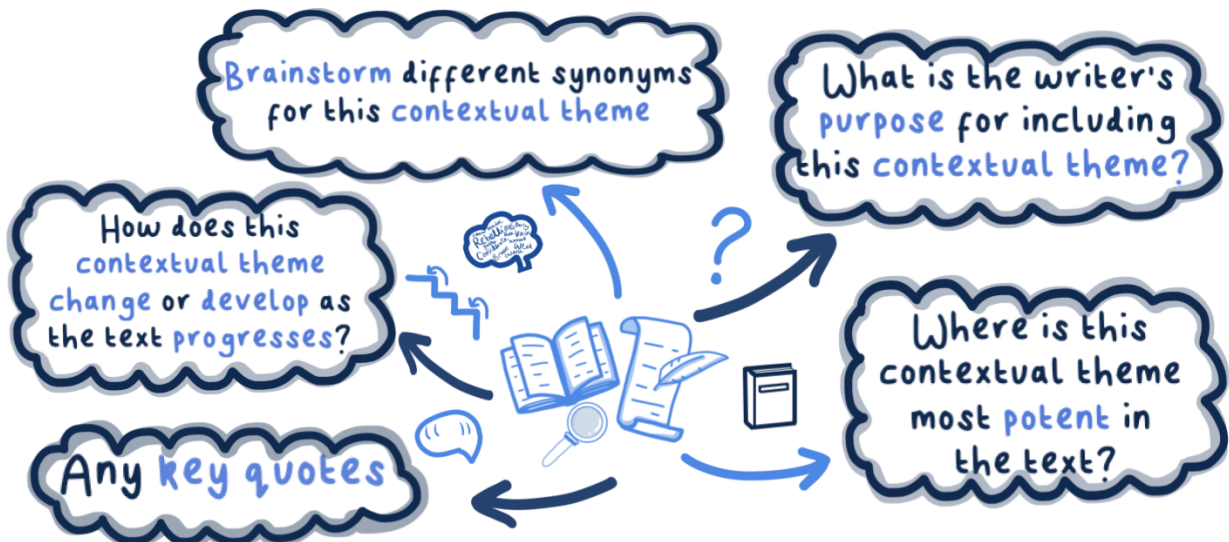 Brainstorm different synonyms
for this contextual theme
What is the writer's
purpose for including
this contextual theme?
How does this
contextual theme
change or develop as
the text progresses?
Rebellious
Where is this
contextual theme
most potent in
the text?
Any key quotes